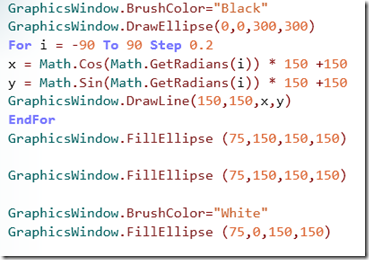 GraphicsWindow.BrushColor="Black"
GraphicsWindow.DrawEllipse(0,0,300,300)
For i = -90 To 90 Step 0.2
x = Math.Cos(Math.GetRadians(i)) * 150 +150
y = Math.Sin(Math.GetRadians(i)) * 150 +150
GraphicsWindow.DrawLine(150,150,x,y)
EndFor
GraphicsWindow.FillEllipse (75,150,150,150)
GraphicsWindow.FillEllipse (75,150,150,150)
GraphicsWindow.BrushColor="White"
GraphicsWindow.FillEllipse (75,0,150,150)